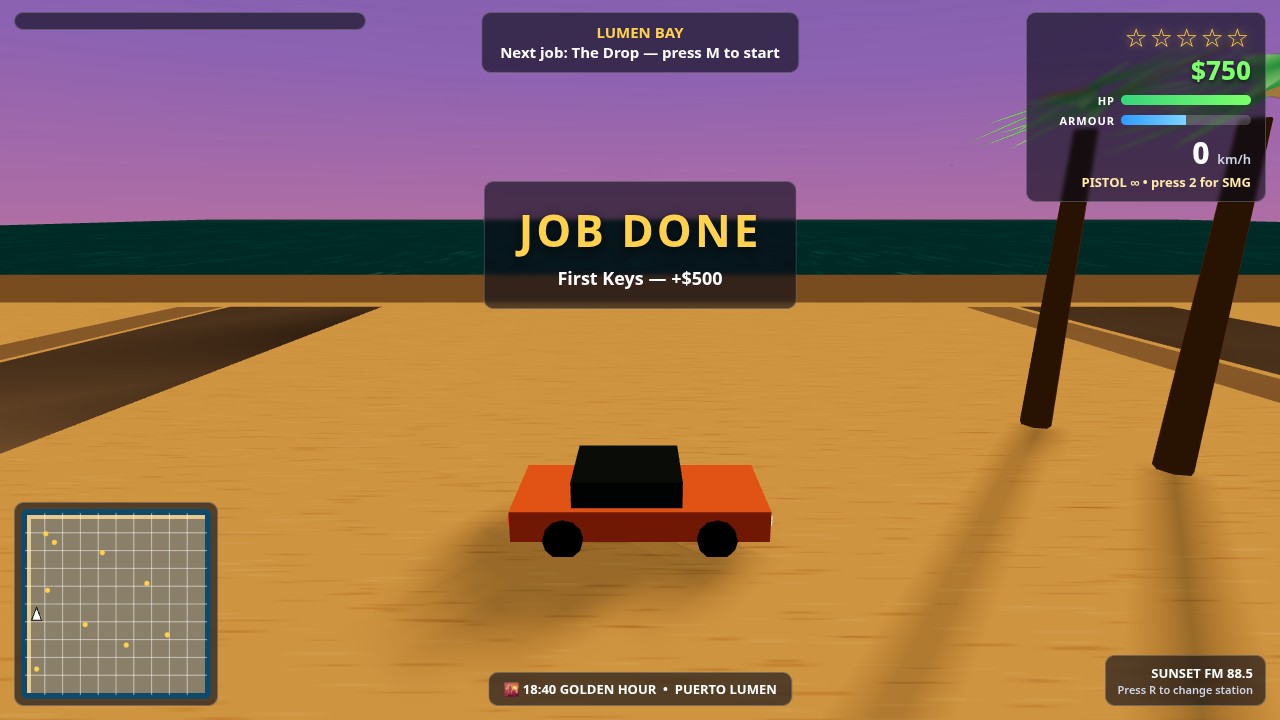 LUMEN BAY
Next job: The Drop — press M to start
☆☆☆☆☆
$750
HP
ARMOUR
0 km/h
PISTOL ∞ • press 2 for SMG
JOB DONE
First Keys — +$500
🌇 18:40 GOLDEN HOUR • PUERTO LUMEN
SUNSET FM 88.5
Press R to change station